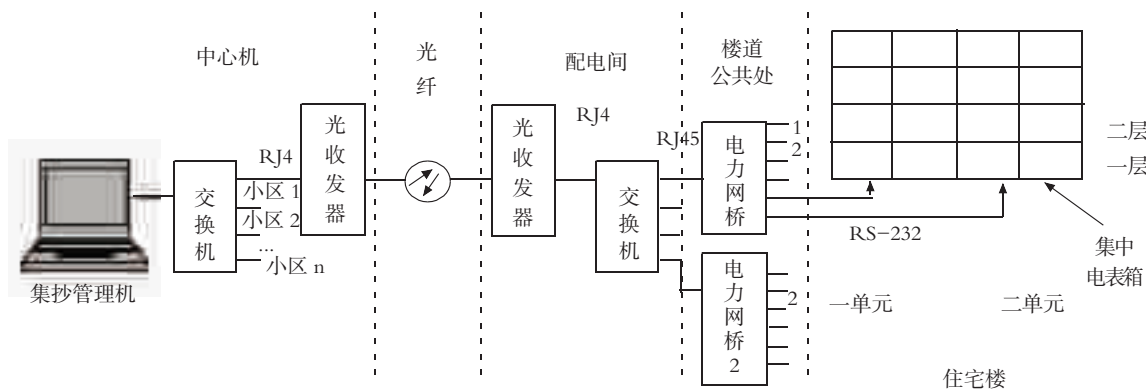 中心机
光纤
配电间
楼道
公共处
RJ4
光收发器
小区 1
小区 2
...
小区 n
交换机
集抄管理机
光收发器
RJ4
交换机
RJ45
电力网桥
1
2
RS-232
电力网桥 2
2
二层
一层
集中
电表箱
一单元
二单元
住宅楼